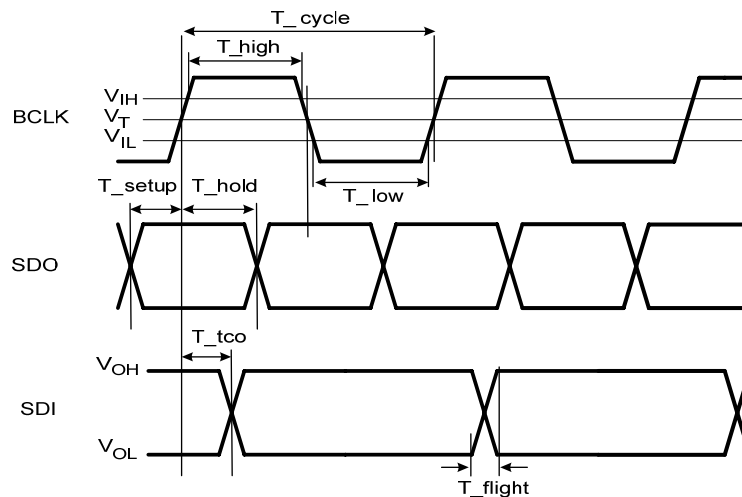 T_cycle
T_high
BCLK
VIH
VT
VIL
T_low
T_setup
T_hold
SDO
T_tco
VOH
SDI
VOL
T_flight